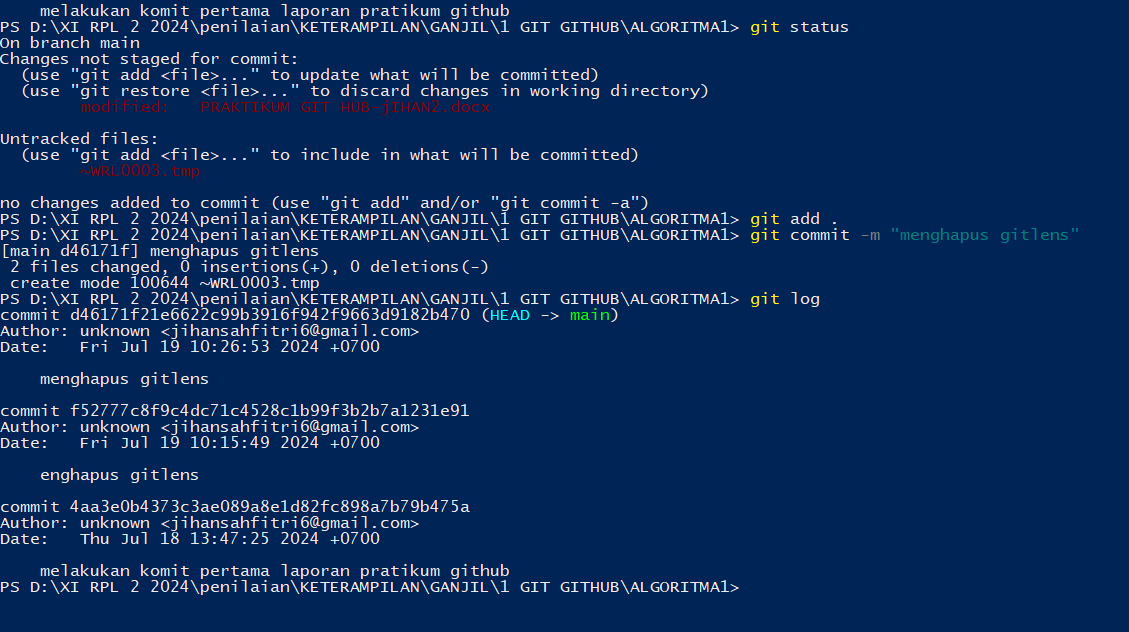 melakukan komit pertama laporan pratikum github
PS D:\XI RPL 2 2024\penilaian\KETERAMPILAN\GANJIL\1 GIT GITHUB\ALGORITMA1> git status
On branch main
Changes not staged for commit:
  (use "git add <file>..." to update what will be committed)
  (use "git restore <file>..." to discard changes in working directory)
        modified:   PRAKTIKUM GIT HUB-jIHAN2.docx

Untracked files:
  (use "git add <file>..." to include in what will be committed)
        ~WRL0003.tmp

no changes added to commit (use "git add" and/or "git commit -a")
PS D:\XI RPL 2 2024\penilaian\KETERAMPILAN\GANJIL\1 GIT GITHUB\ALGORITMA1> git add .
PS D:\XI RPL 2 2024\penilaian\KETERAMPILAN\GANJIL\1 GIT GITHUB\ALGORITMA1> git commit -m "menghapus gitlens"
[main d46171f] menghapus gitlens
 2 files changed, 0 insertions(+), 0 deletions(-)
 create mode 100644 ~WRL0003.tmp
PS D:\XI RPL 2 2024\penilaian\KETERAMPILAN\GANJIL\1 GIT GITHUB\ALGORITMA1> git log
commit d46171f21e6622c99b3916f942f9663d9182b470 (HEAD -> main)
Author: unknown <jihansahfitri6@gmail.com>
Date:   Fri Jul 19 10:26:53 2024 +0700

    menghapus gitlens

commit f52777c8f9c4dc71c4528c1b99f3b2b7a1231e91
Author: unknown <jihansahfitri6@gmail.com>
Date:   Fri Jul 19 10:15:49 2024 +0700

    enghapus gitlens

commit 4aa3e0b4373c3ae089a8e1d82fc898a7b79b475a
Author: unknown <jihansahfitri6@gmail.com>
Date:   Thu Jul 18 13:47:25 2024 +0700

    melakukan komit pertama laporan pratikum github
PS D:\XI RPL 2 2024\penilaian\KETERAMPILAN\GANJIL\1 GIT GITHUB\ALGORITMA1>